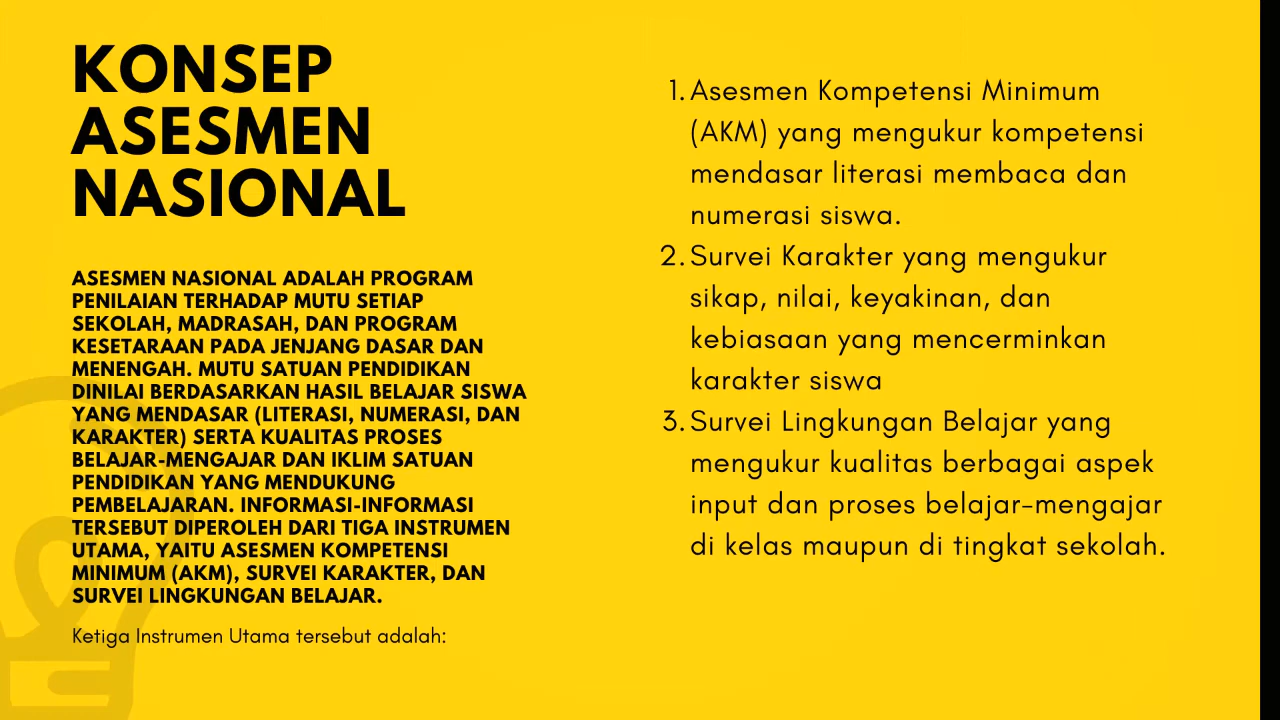 KONSEP
ASESMEN
NASIONAL
ASESMEN NASIONAL ADALAH PROGRAM
PENILAIAN TERHADAP MUTU SETIAP
SEKOLAH, MADRASAH, DAN PROGRAM
KESETARAAN PADA JENJANG DASAR DAN
MENENGAH. MUTU SATUAN PENDIDIKAN
DINILAI BERDASARKAN HASIL BELAJAR SISWA
YANG MENDASAR (LITERASI, NUMERASI, DAN
KARAKTER) SERTA KUALITAS PROSES
BELAJAR-MENGAJAR DAN IKLIM SATUAN
PENDIDIKAN YANG MENDUKUNG
PEMBELAJARAN. INFORMASI-INFORMASI
TERSEBUT DIPEROLEH DARI TIGA INSTRUMEN
UTAMA, YAITU ASESMEN KOMPETENSI
MINIMUM (AKM), SURVEI KARAKTER, DAN
SURVEI LINGKUNGAN BELAJAR.
Ketiga Instrumen Utama tersebut adalah:
1. Asesmen Kompetensi Minimum
(AKM) yang mengukur kompetensi
mendasar literasi membaca dan
numerasi siswa.
2. Survei Karakter yang mengukur
sikap, nilai, keyakinan, dan
kebiasaan yang mencerminkan
karakter siswa
3. Survei Lingkungan Belajar yang
mengukur kualitas berbagai aspek
input dan proses belajar-mengajar
di kelas maupun di tingkat sekolah.